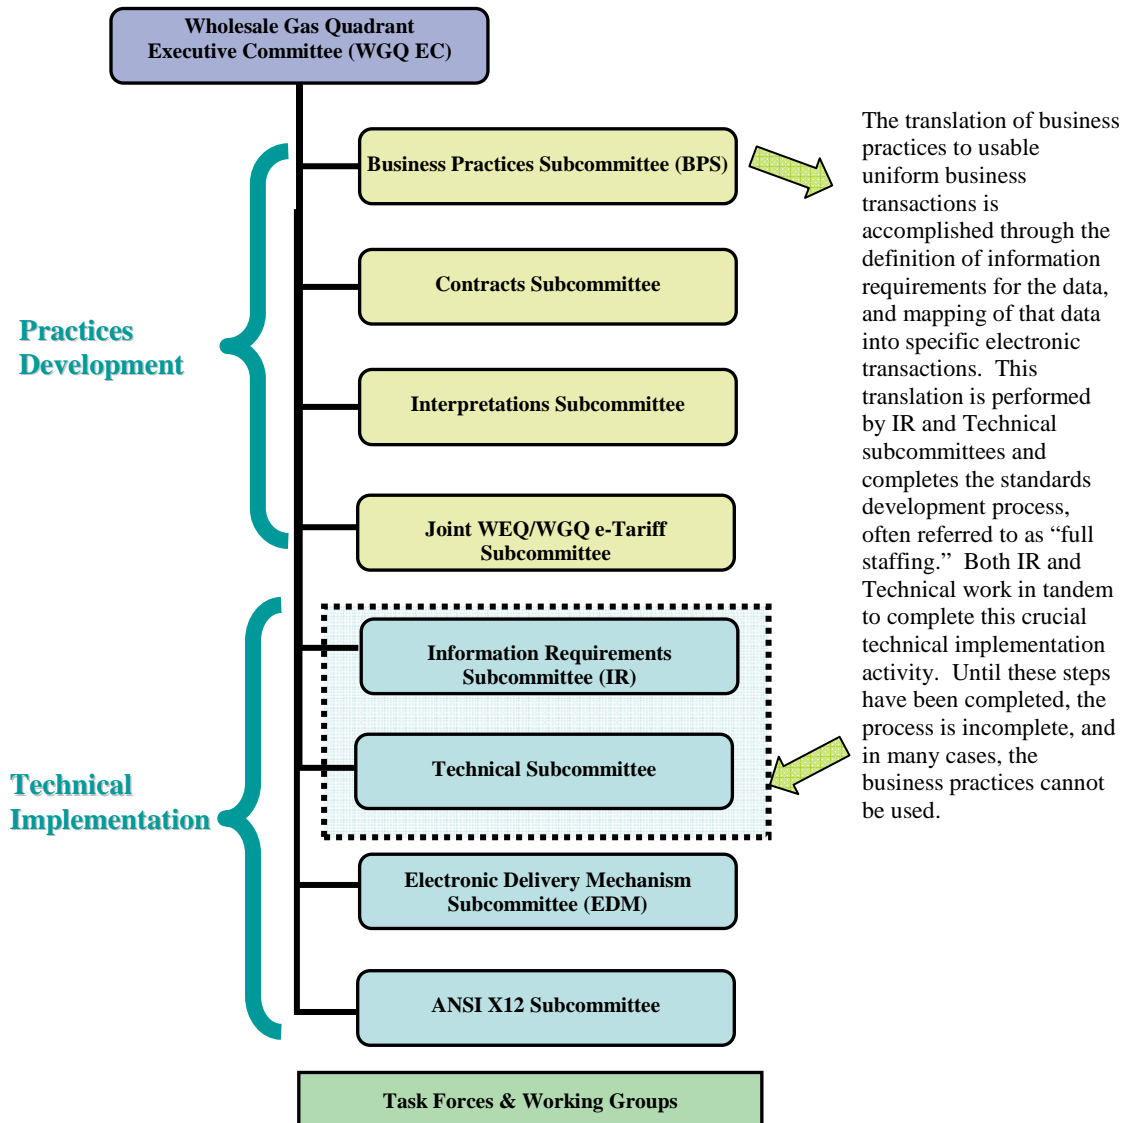 Wholesale Gas Quadrant
Executive Committee (WGQ EC)
Practices
Development
Business Practices Subcommittee (BPS)
Contracts Subcommittee
Interpretations Subcommittee
Joint WEQ/WGQ e-Tariff
Subcommittee
Technical
Implementation
Information Requirements
Subcommittee (IR)
Technical Subcommittee
Electronic Delivery Mechanism
Subcommittee (EDM)
ANSI X12 Subcommittee
Task Forces & Working Groups
The translation of business
practices to usable
uniform business
transactions is
accomplished through the
definition of information
requirements for the data,
and mapping of that data
into specific electronic
transactions.  This
translation is performed
by IR and Technical
subcommittees and
completes the standards
development process,
often referred to as “full
staffing.”  Both IR and
Technical work in tandem
to complete this crucial
technical implementation
activity.  Until these steps
have been completed, the
process is incomplete, and
in many cases, the
business practices cannot
be used.